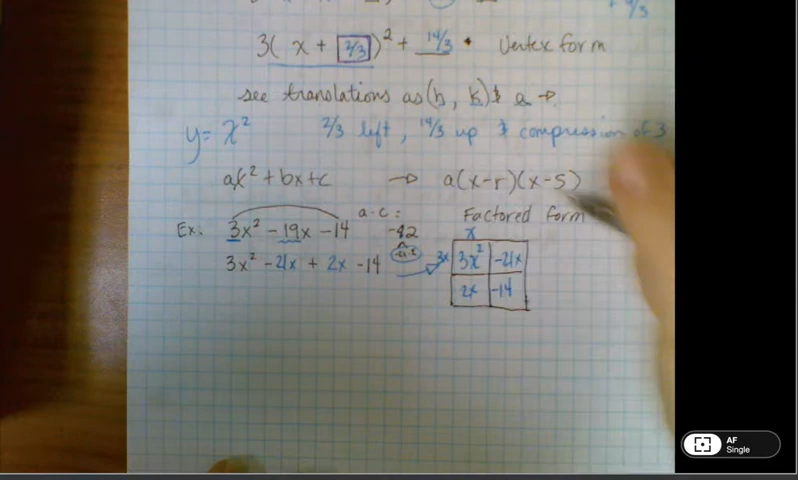 + 4/3
3( x + 2/3 )² + 14/3 • Vertex form
see translations as (h, k) & a →
y = x² 2/3 left, 14/3 up & compression of 3
ax² + bx + c → a(x-r)(x-s)
a·c: Factored form
Ex: 3x² - 19x - 14 -42 x
3x² - 21x + 2x - 14 -21·2 3x 3x² -21x
2x -14
AF
Single